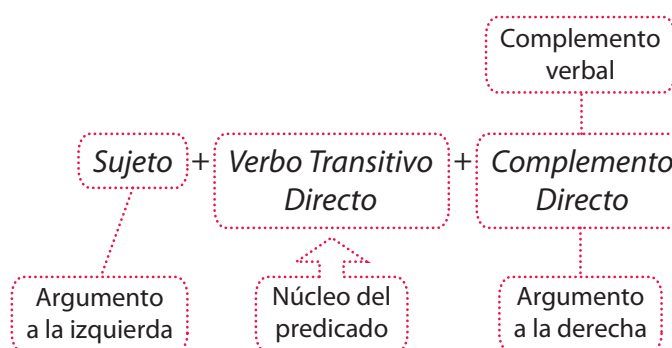 Complemento
verbal
Sujeto + Verbo Transitivo + Complemento
Directo Directo
Argumento Núcleo del Argumento
a la izquierda predicado a la derecha